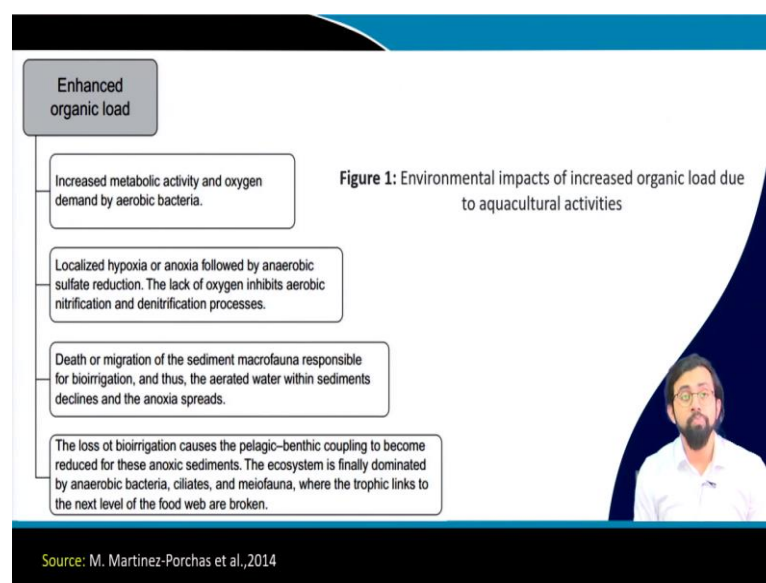 Enhanced
organic load
Increased metabolic activity and oxygen
demand by aerobic bacteria.
Figure 1: Environmental impacts of increased organic load due
to aquacultural activities
Localized hypoxia or anoxia followed by anaerobic
sulfate reduction. The lack of oxygen inhibits aerobic
nitrification and denitrification processes.
Death or migration of the sediment macrofauna responsible
for bioirrigation, and thus, the aerated water within sediments
declines and the anoxia spreads.
The loss ot bioirrigation causes the pelagic–benthic coupling to become
reduced for these anoxic sediments. The ecosystem is finally dominated
by anaerobic bacteria, ciliates, and meiofauna, where the trophic links to
the next level of the food web are broken.
Source: M. Martinez-Porchas et al.,2014